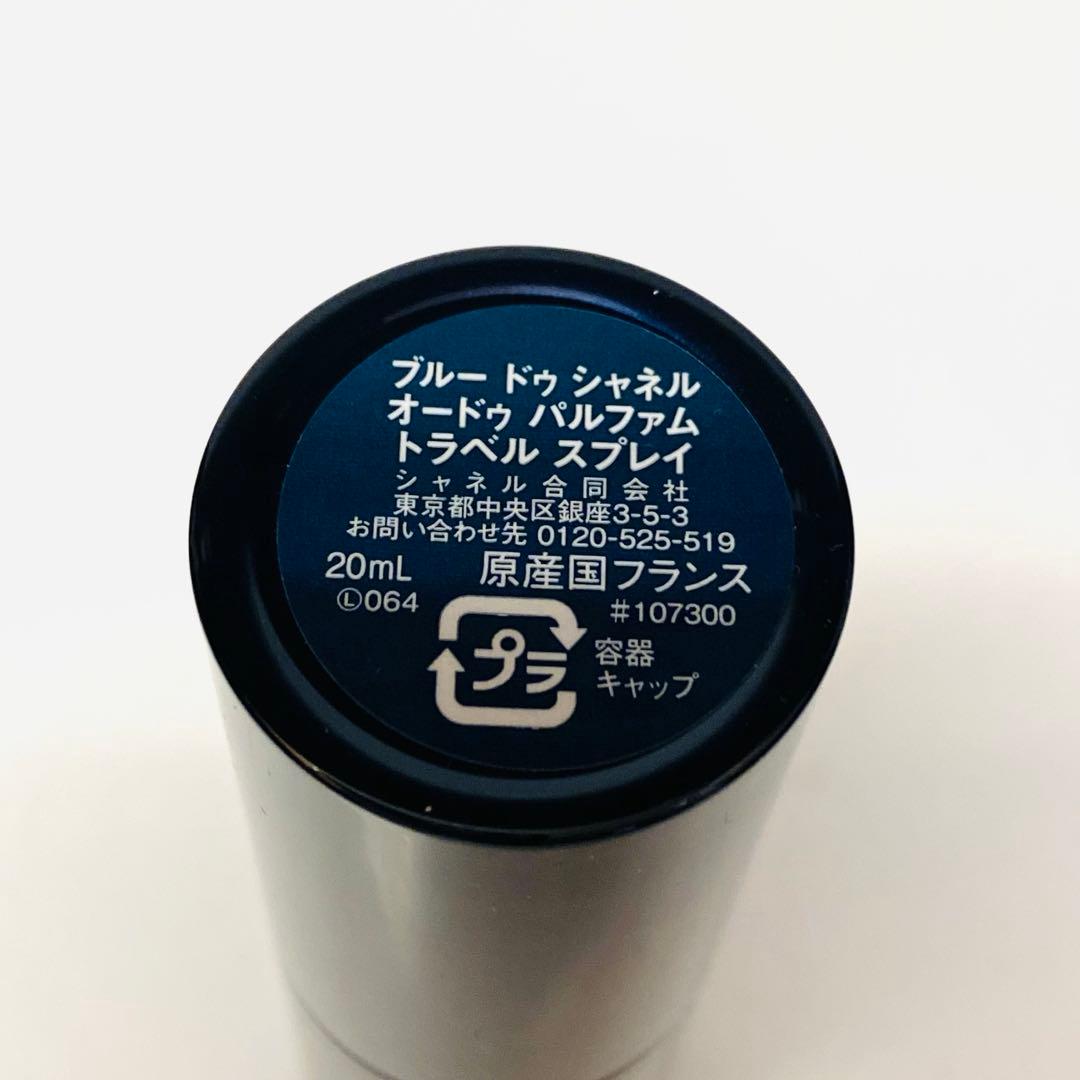 ブルー ドゥ シャネル
オードゥ パルファム
トラベル スプレイ
シャネル合同会社
東京都中央区銀座3-5-3
お問い合わせ先 0120-525-519
20mL 原産国フランス
Ⓛ064 #107300
プラ
容器
キャップ